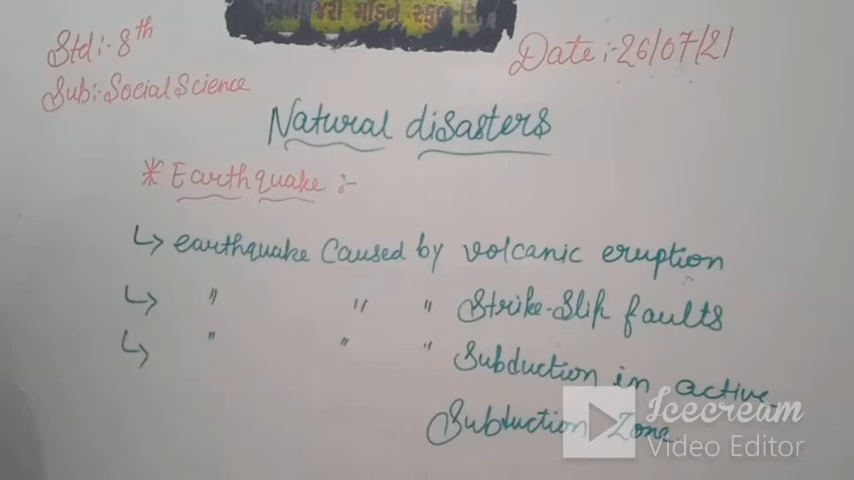 Std:- 8th
મોડર્ન સ્કુલ
Date:- 26/07/21
Sub:- Social Science
Natural disasters
* Earthquake :-
↳ earthquake Caused by volcanic eruption
↳ " " " Strike-Slip faults
↳ " " " Subduction in active
Subduction Zone
Icecream
Video Editor